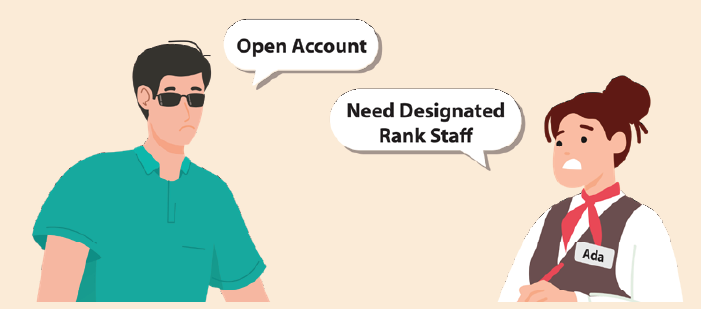 Open Account
Need Designated
Rank Staff
Ada